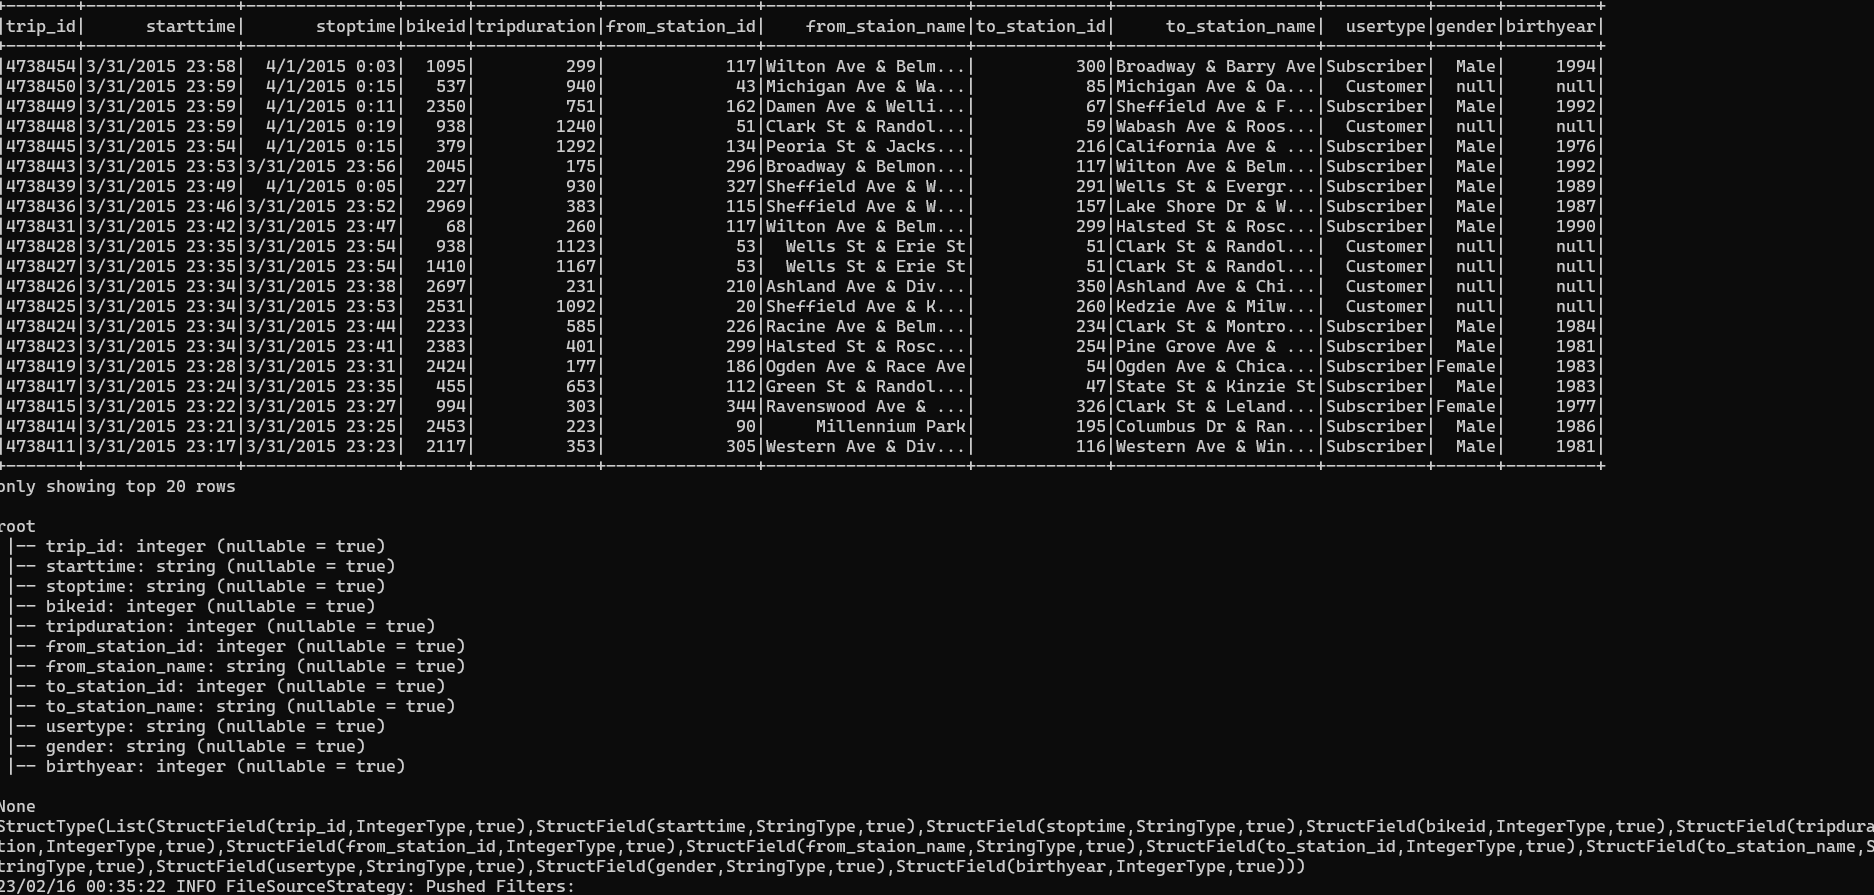 +-------+---------------+---------------+------+------------+---------------+--------------------+-------------+--------------------+----------+------+---------+
|trip_id|      starttime|       stoptime|bikeid|tripduration|from_station_id|    from_staion_name|to_station_id|     to_station_name|  usertype|gender|birthyear|
+-------+---------------+---------------+------+------------+---------------+--------------------+-------------+--------------------+----------+------+---------+
|4738454|3/31/2015 23:58|  4/1/2015 0:03|  1095|         299|            117|Wilton Ave & Belm...|          300|Broadway & Barry Ave|Subscriber|  Male|     1994|
|4738450|3/31/2015 23:59|  4/1/2015 0:15|   537|         940|             43|Michigan Ave & Wa...|           85|Michigan Ave & Oa...|  Customer|  null|     null|
|4738449|3/31/2015 23:59|  4/1/2015 0:11|  2350|         751|            162|Damen Ave & Welli...|           67|Sheffield Ave & F...|Subscriber|  Male|     1992|
|4738448|3/31/2015 23:59|  4/1/2015 0:19|   938|        1240|             51|Clark St & Randol...|           59|Wabash Ave & Roos...|  Customer|  null|     null|
|4738445|3/31/2015 23:54|  4/1/2015 0:15|   379|        1292|            134|Peoria St & Jacks...|          216|California Ave & ...|Subscriber|  Male|     1976|
|4738443|3/31/2015 23:53|3/31/2015 23:56|  2045|         175|            296|Broadway & Belmon...|          117|Wilton Ave & Belm...|Subscriber|  Male|     1992|
|4738439|3/31/2015 23:49|  4/1/2015 0:05|   227|         930|            327|Sheffield Ave & W...|          291|Wells St & Evergr...|Subscriber|  Male|     1989|
|4738436|3/31/2015 23:46|3/31/2015 23:52|  2969|         383|            115|Sheffield Ave & W...|          157|Lake Shore Dr & W...|Subscriber|  Male|     1987|
|4738431|3/31/2015 23:42|3/31/2015 23:47|    68|         260|            117|Wilton Ave & Belm...|          299|Halsted St & Rosc...|Subscriber|  Male|     1990|
|4738428|3/31/2015 23:35|3/31/2015 23:54|   938|        1123|             53|  Wells St & Erie St|           51|Clark St & Randol...|  Customer|  null|     null|
|4738427|3/31/2015 23:35|3/31/2015 23:54|  1410|        1167|             53|  Wells St & Erie St|           51|Clark St & Randol...|  Customer|  null|     null|
|4738426|3/31/2015 23:34|3/31/2015 23:38|  2697|         231|            210|Ashland Ave & Div...|          350|Ashland Ave & Chi...|  Customer|  null|     null|
|4738425|3/31/2015 23:34|3/31/2015 23:53|  2531|        1092|             20|Sheffield Ave & K...|          260|Kedzie Ave & Milw...|  Customer|  null|     null|
|4738424|3/31/2015 23:34|3/31/2015 23:44|  2233|         585|            226|Racine Ave & Belm...|          234|Clark St & Montro...|Subscriber|  Male|     1984|
|4738423|3/31/2015 23:34|3/31/2015 23:41|  2383|         401|            299|Halsted St & Rosc...|          254|Pine Grove Ave & ...|Subscriber|  Male|     1981|
|4738419|3/31/2015 23:28|3/31/2015 23:31|  2424|         177|            186|Ogden Ave & Race Ave|           54|Ogden Ave & Chica...|Subscriber|Female|     1983|
|4738417|3/31/2015 23:24|3/31/2015 23:35|   455|         653|            112|Green St & Randol...|           47|State St & Kinzie St|Subscriber|  Male|     1983|
|4738415|3/31/2015 23:22|3/31/2015 23:27|   994|         303|            344|Ravenswood Ave & ...|          326|Clark St & Leland...|Subscriber|Female|     1977|
|4738414|3/31/2015 23:21|3/31/2015 23:25|  2453|         223|             90|     Millennium Park|          195|Columbus Dr & Ran...|Subscriber|  Male|     1986|
|4738411|3/31/2015 23:17|3/31/2015 23:23|  2117|         353|            305|Western Ave & Div...|          116|Western Ave & Win...|Subscriber|  Male|     1981|
+-------+---------------+---------------+------+------------+---------------+--------------------+-------------+--------------------+----------+------+---------+
only showing top 20 rows
root
|-- trip_id: integer (nullable = true)
|-- starttime: string (nullable = true)
|-- stoptime: string (nullable = true)
|-- bikeid: integer (nullable = true)
|-- tripduration: integer (nullable = true)
|-- from_station_id: integer (nullable = true)
|-- from_staion_name: string (nullable = true)
|-- to_station_id: integer (nullable = true)
|-- to_station_name: string (nullable = true)
|-- usertype: string (nullable = true)
|-- gender: string (nullable = true)
|-- birthyear: integer (nullable = true)
None
StructType(List(StructField(trip_id,IntegerType,true),StructField(starttime,StringType,true),StructField(stoptime,StringType,true),StructField(bikeid,IntegerType,true),StructField(tripdura
tion,IntegerType,true),StructField(from_station_id,IntegerType,true),StructField(from_staion_name,StringType,true),StructField(to_station_id,IntegerType,true),StructField(to_station_name,S
tringType,true),StructField(usertype,StringType,true),StructField(gender,StringType,true),StructField(birthyear,IntegerType,true)))
23/02/16 00:35:22 INFO FileSourceStrategy: Pushed Filters: